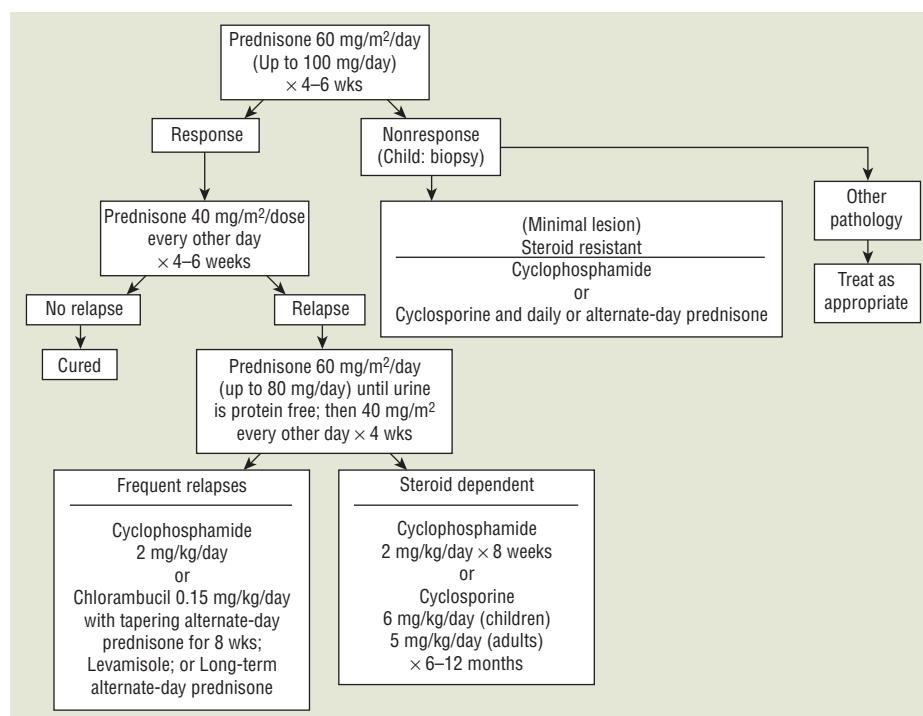 Prednisone 60 mg/m²/day
(Up to 100 mg/day)
× 4–6 wks
Response
Nonresponse
(Child: biopsy)
Prednisone 40 mg/m²/dose
every other day
× 4–6 weeks
(Minimal lesion)
Steroid resistant
Cyclophosphamide
or
Cyclosporine and daily or alternate-day prednisone
Other
pathology
Treat as
appropriate
No relapse
Relapse
Cured
Prednisone 60 mg/m²/day
(up to 80 mg/day) until urine
is protein free; then 40 mg/m²
every other day × 4 wks
Frequent relapses
Cyclophosphamide
2 mg/kg/day
or
Chlorambucil 0.15 mg/kg/day
with tapering alternate-day
prednisone for 8 wks;
Levamisole; or Long-term
alternate-day prednisone
Steroid dependent
Cyclophosphamide
2 mg/kg/day × 8 weeks
or
Cyclosporine
6 mg/kg/day (children)
5 mg/kg/day (adults)
× 6–12 months